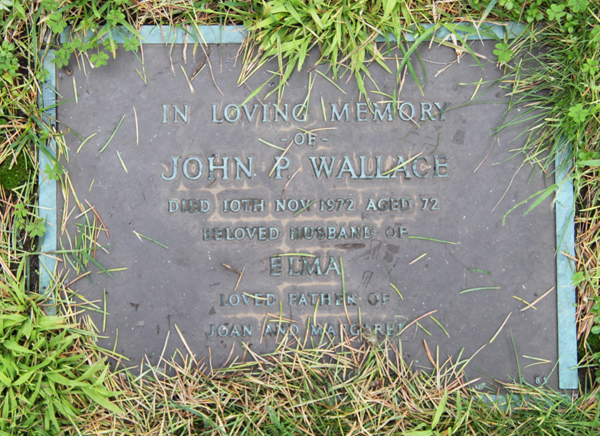 IN LOVING MEMORY
- OF -
JOHN P. WALLACE
DIED 10TH NOV. 1972 AGED 72
BELOVED HUSBAND OF
ELMA
LOVED FATHER OF
JOAN AND MARGARET